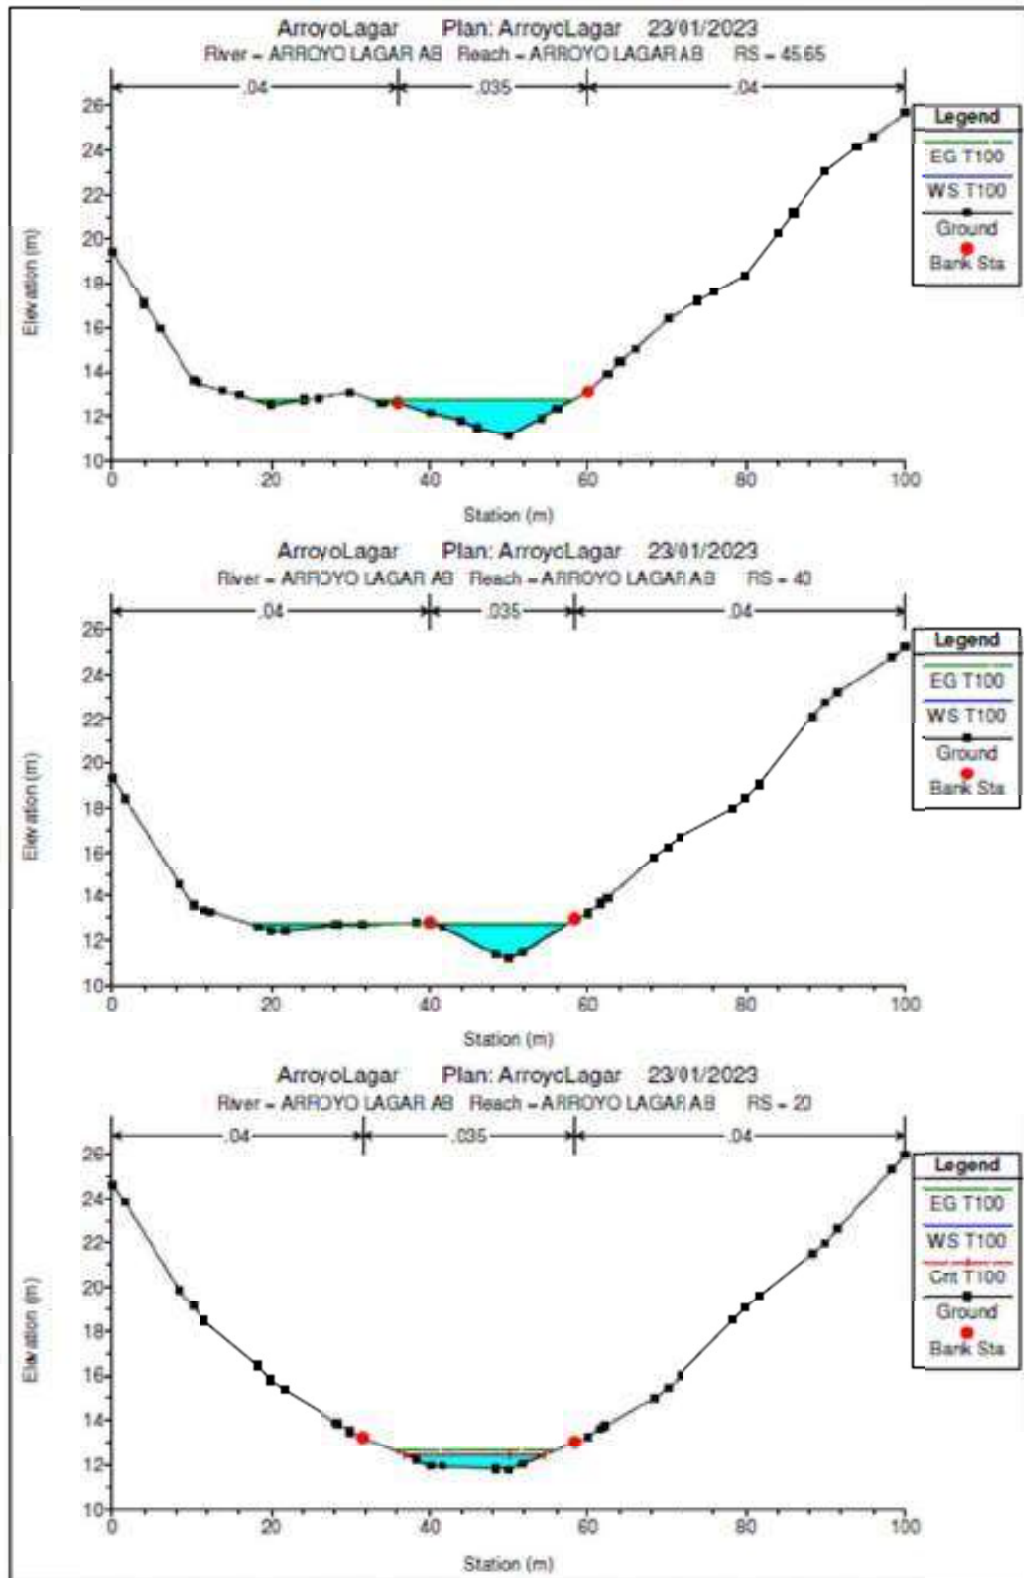 ArroyoLagar Plan: ArroyoLagar 23/01/2023
River = ARROYO LAGAR AB Reach = ARROYO LAGAR AB RS = 45.65
.04 .035 .04
26
24
22
20
18
16
14
12
10
Elevation (m)
0 20 40 60 80 100
Station (m)
Legend
EG T100
WS T100
Ground
Bank Sta
ArroyoLagar Plan: ArroyoLagar 23/01/2023
River = ARROYO LAGAR AB Reach = ARROYO LAGAR AB RS = 40
.04 .035 .04
26
24
22
20
18
16
14
12
10
Elevation (m)
0 20 40 60 80 100
Station (m)
Legend
EG T100
WS T100
Ground
Bank Sta
ArroyoLagar Plan: ArroyoLagar 23/01/2023
River = ARROYO LAGAR AB Reach = ARROYO LAGAR AB RS = 20
.04 .035 .04
26
24
22
20
18
16
14
12
10
Elevation (m)
0 20 40 60 80 100
Station (m)
Legend
EG T100
WS T100
Crit T100
Ground
Bank Sta